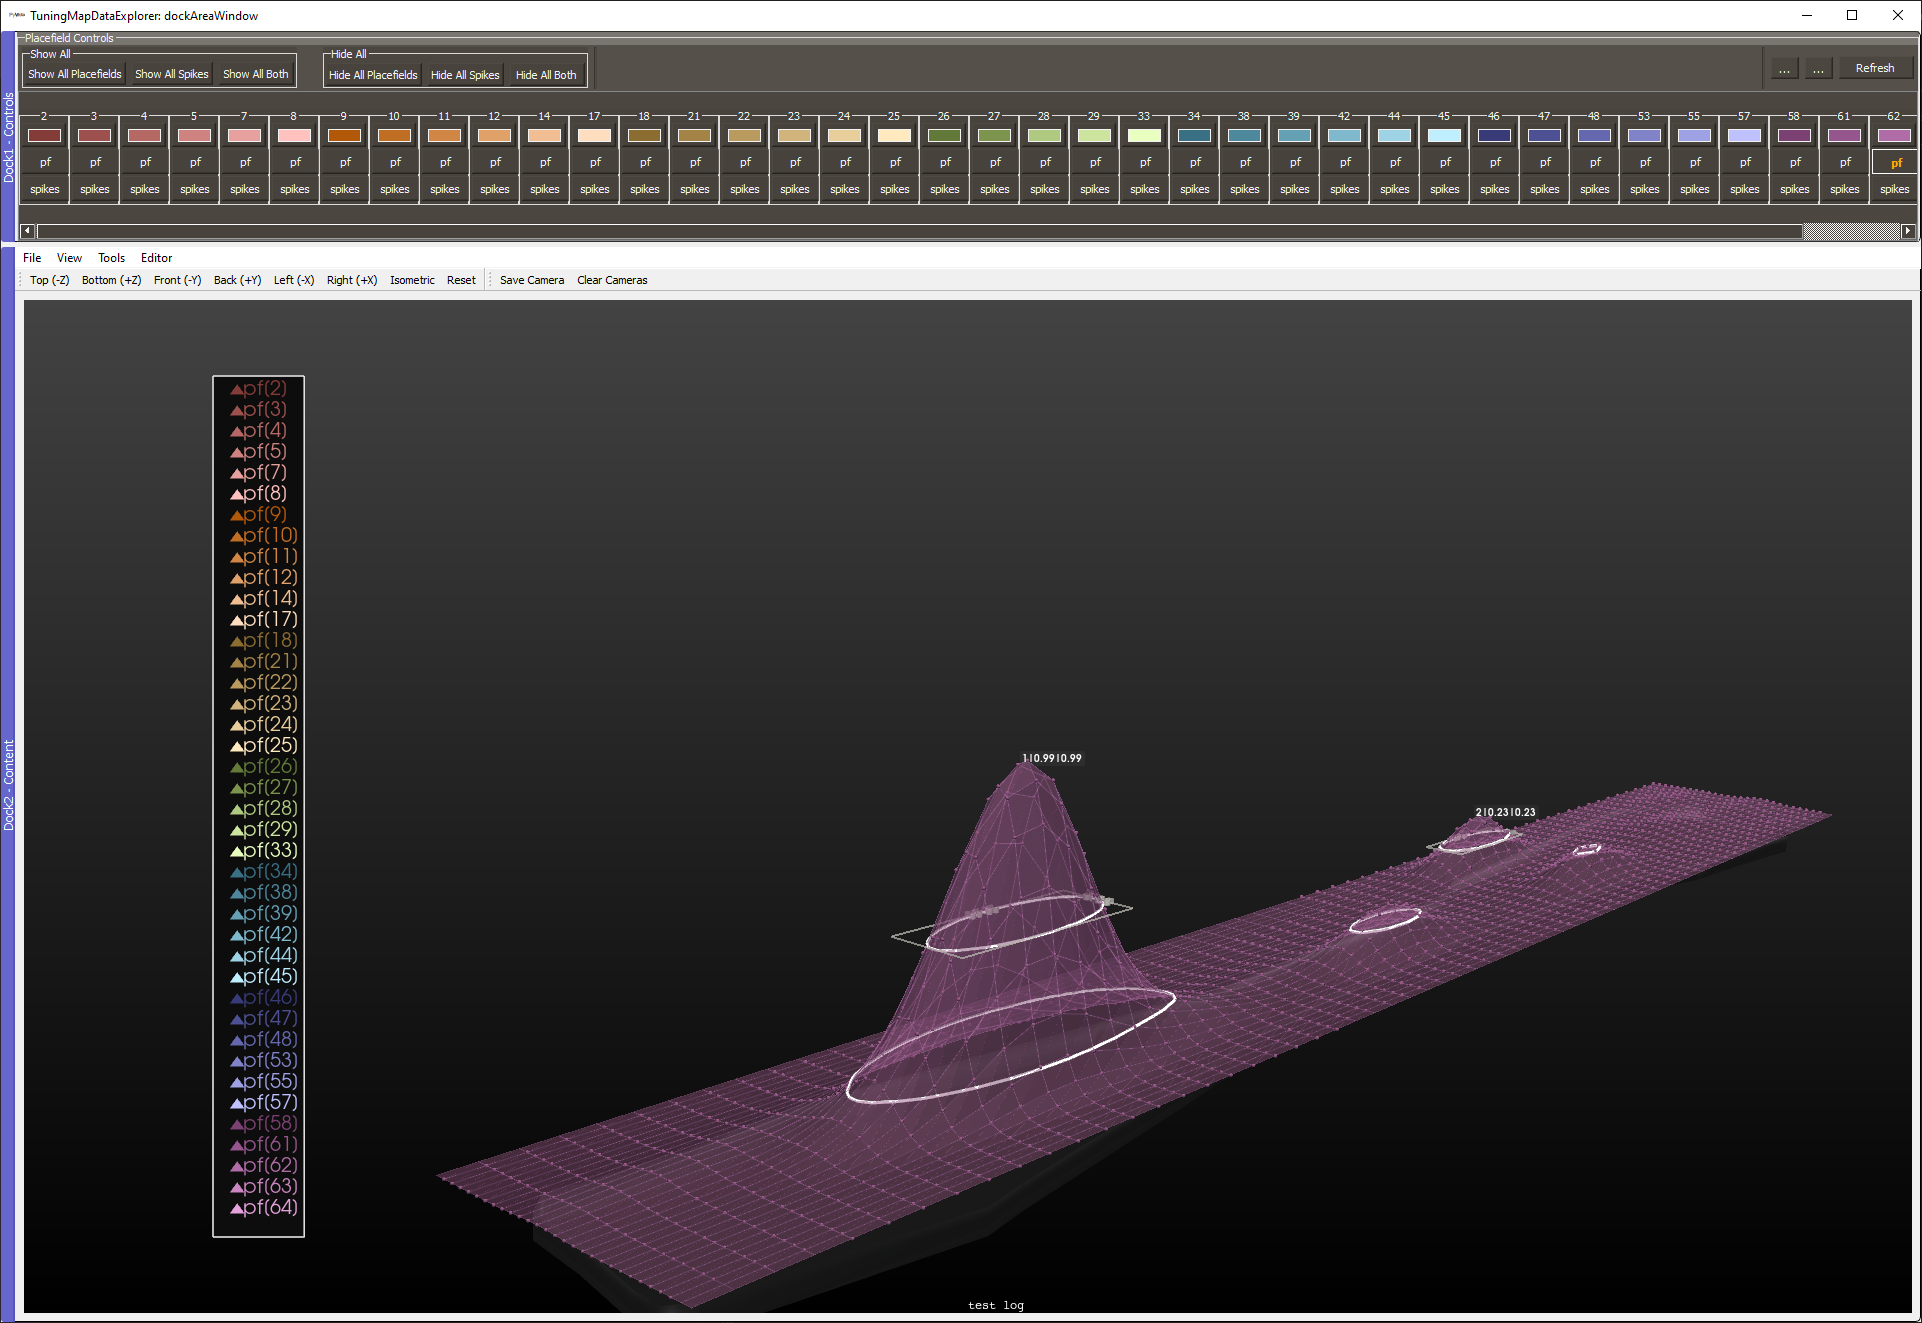 TuningMapDataExplorer: dockAreaWindow
Dock1 - Controls
Placefield Controls
Show All
Hide All
Show All Placefields Show All Spikes Show All Both
Hide All Placefields Hide All Spikes Hide All Both
... ... Refresh
2 3 4 5 7 8 9 10 11 12 14 17 18 21 22 23 24 25 26 27 28 29 33 34 38 39 42 44 45 46 47 48 53 55 57 58 61 62
pf pf pf pf pf pf pf pf pf pf pf pf pf pf pf pf pf pf pf pf pf pf pf pf pf pf pf pf pf pf pf pf pf pf pf pf pf pf
spikes spikes spikes spikes spikes spikes spikes spikes spikes spikes spikes spikes spikes spikes spikes spikes spikes spikes spikes spikes spikes spikes spikes spikes spikes spikes spikes spikes spikes spikes spikes spikes spikes spikes spikes spikes spikes spikes
Dock2 - Content
File View Tools Editor
Top (-Z) Bottom (+Z) Front (-Y) Back (+Y) Left (-X) Right (+X) Isometric Reset Save Camera Clear Cameras
pf(2)
pf(3)
pf(4)
pf(5)
pf(7)
pf(8)
pf(9)
pf(10)
pf(11)
pf(12)
pf(14)
pf(17)
pf(18)
pf(21)
pf(22)
pf(23)
pf(24)
pf(25)
pf(26)
pf(27)
pf(28)
pf(29)
pf(33)
pf(34)
pf(38)
pf(39)
pf(42)
pf(44)
pf(45)
pf(46)
pf(47)
pf(48)
pf(53)
pf(55)
pf(57)
pf(58)
pf(61)
pf(62)
pf(63)
pf(64)
1|0.99|0.99
2|0.23|0.23
test log